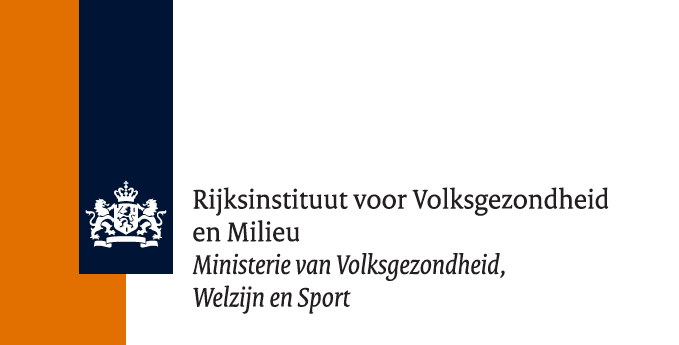 Rijksinstituut voor Volksgezondheid
en Milieu
Ministerie van Volksgezondheid,
Welzijn en Sport